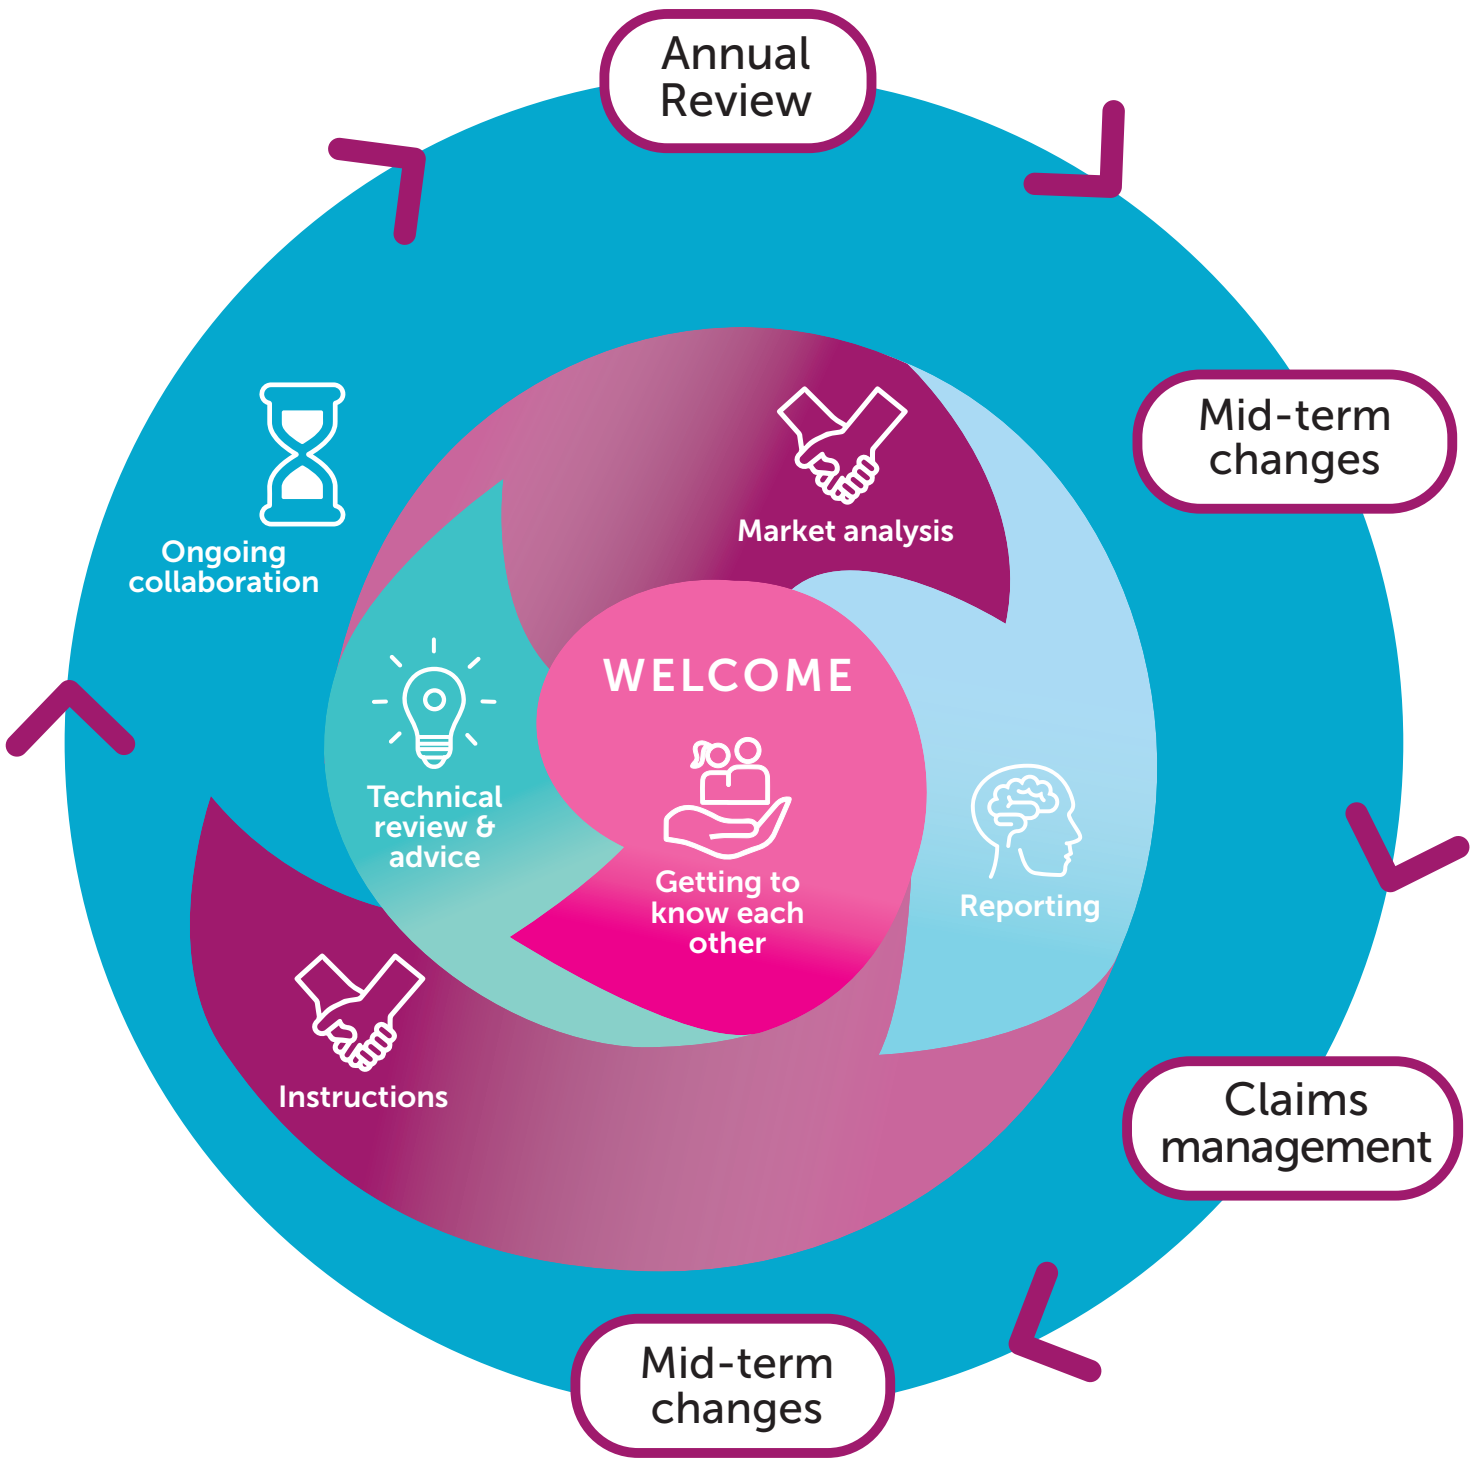 Annual
Review
Mid-term
changes
Claims
management
Mid-term
changes
Ongoing
collaboration
Market analysis
WELCOME
Getting to
know each
other
Technical
review &
advice
Reporting
Instructions